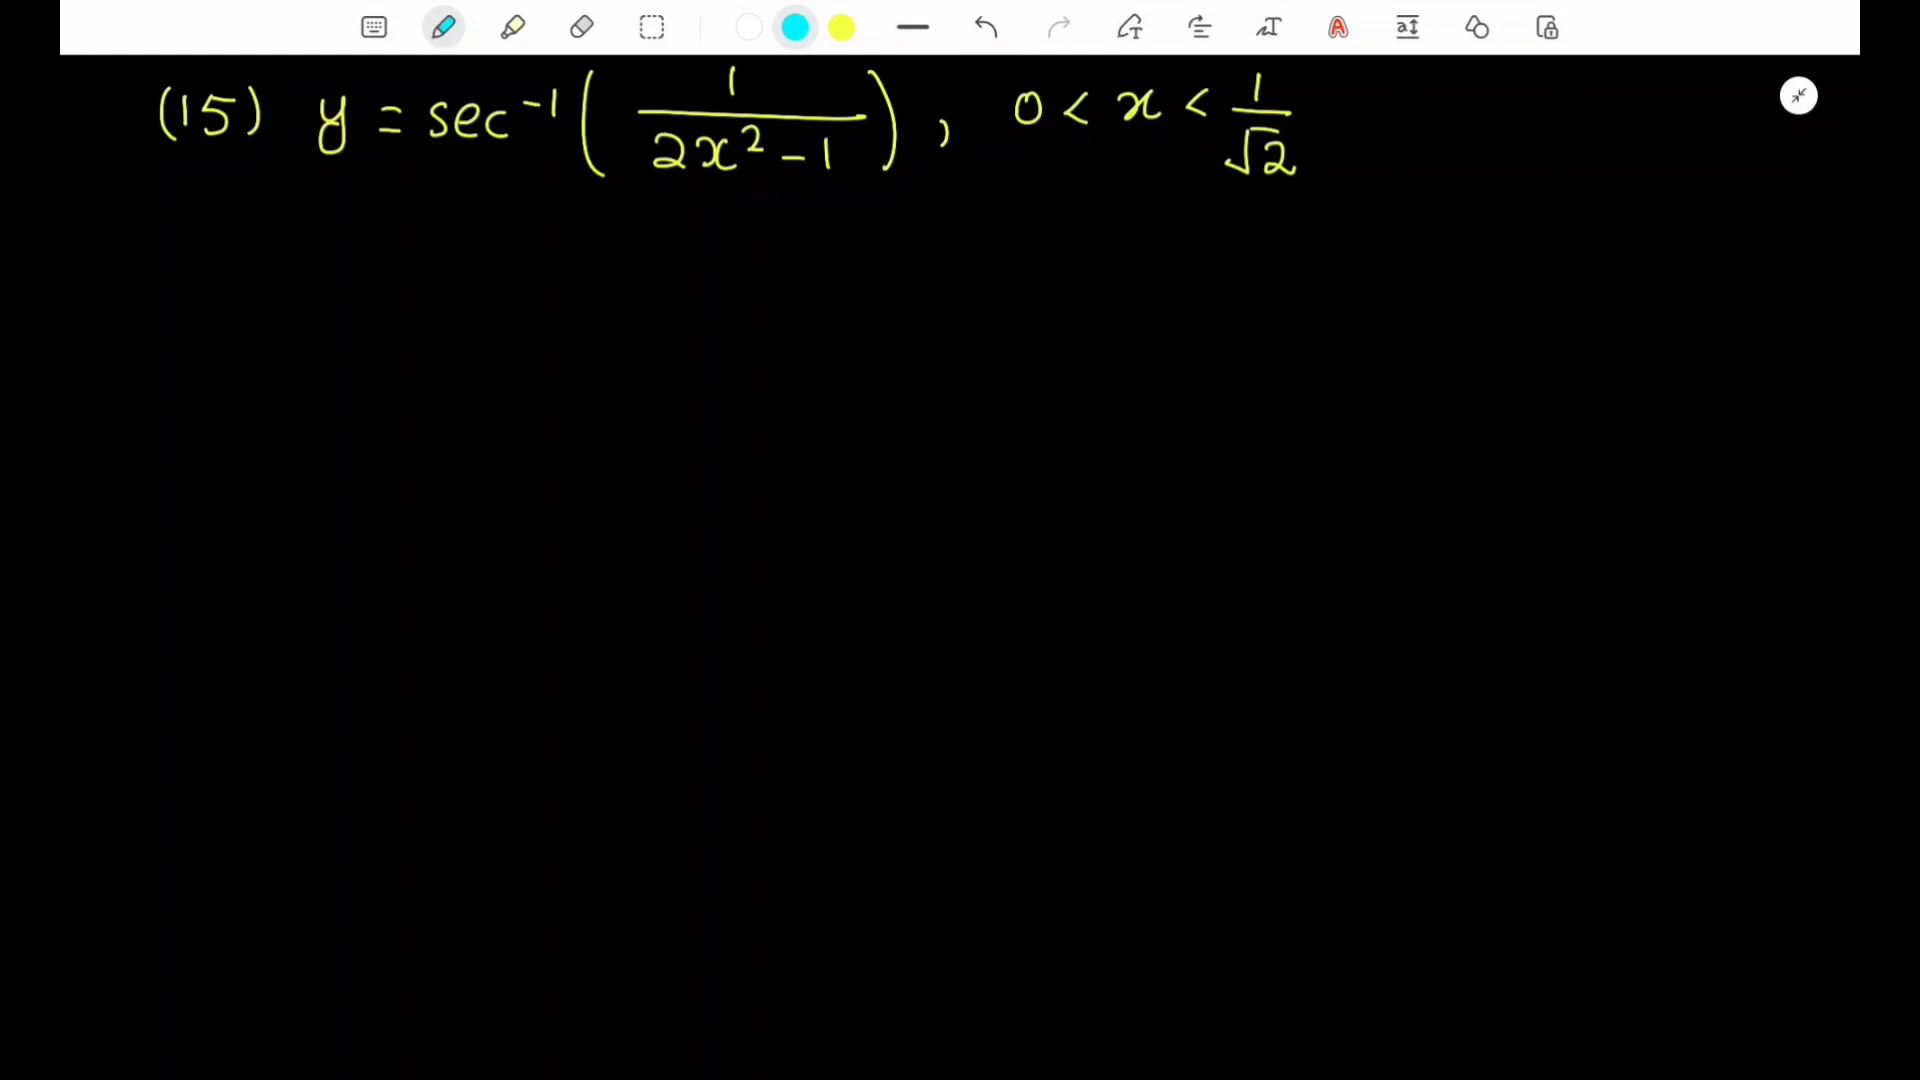 (15) y = sec⁻¹ ( 1 / (2x² - 1) ) , 0 < x < 1/√2